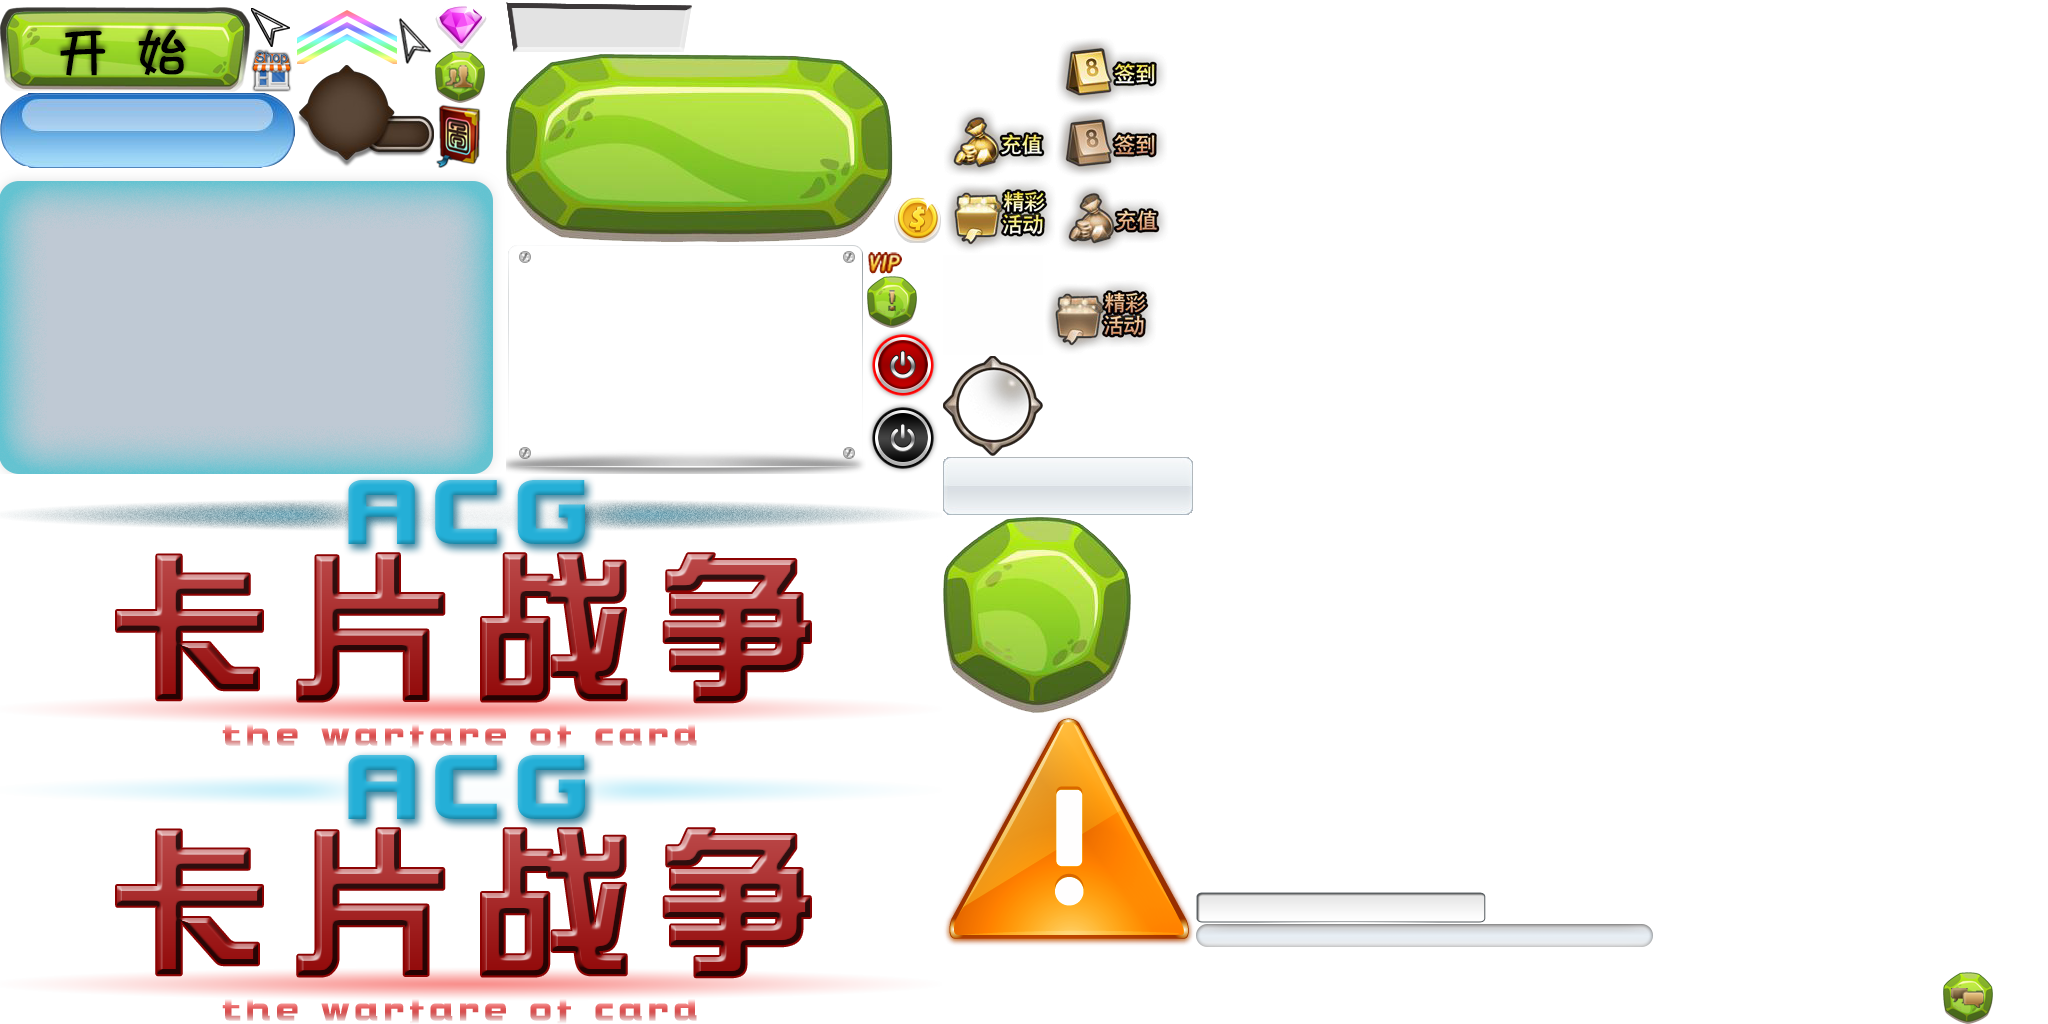 开 始
Shop
8 签到
充值
8 签到
精彩
活动
充值
VIP
精彩
活动
ACG
卡片战争
the warfare of card
ACG
卡片战争
the warfare of card